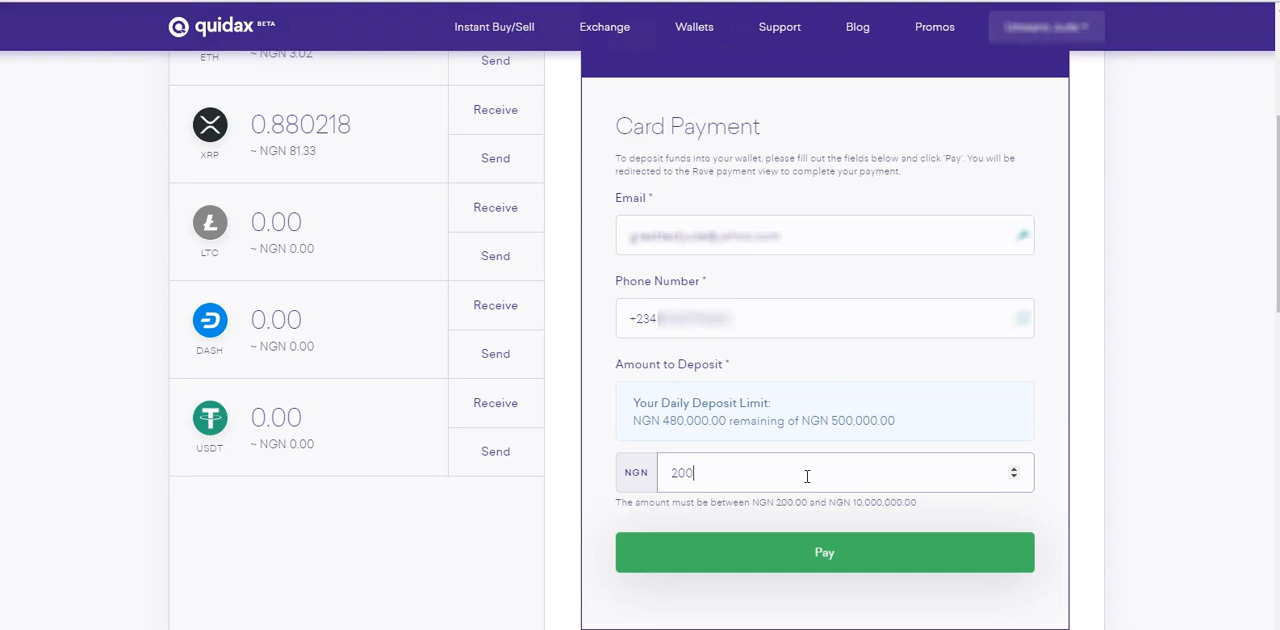 quidax BETA
Instant Buy/Sell
Exchange
Wallets
Support
Blog
Promos
ETH
~ NGN 3.02
Send
XRP
0.880218
~ NGN 81.33
Receive
Send
LTC
0.00
~ NGN 0.00
Receive
Send
DASH
0.00
~ NGN 0.00
Receive
Send
USDT
0.00
~ NGN 0.00
Receive
Send
Card Payment
To deposit funds into your wallet, please fill out the fields below and click 'Pay'. You will be
redirected to the Rave payment view to complete your payment.
Email *
Phone Number *
+234
Amount to Deposit *
Your Daily Deposit Limit:
NGN 480,000.00 remaining of NGN 500,000.00
NGN 200
The amount must be between NGN 200.00 and NGN 10,000,000.00
Pay